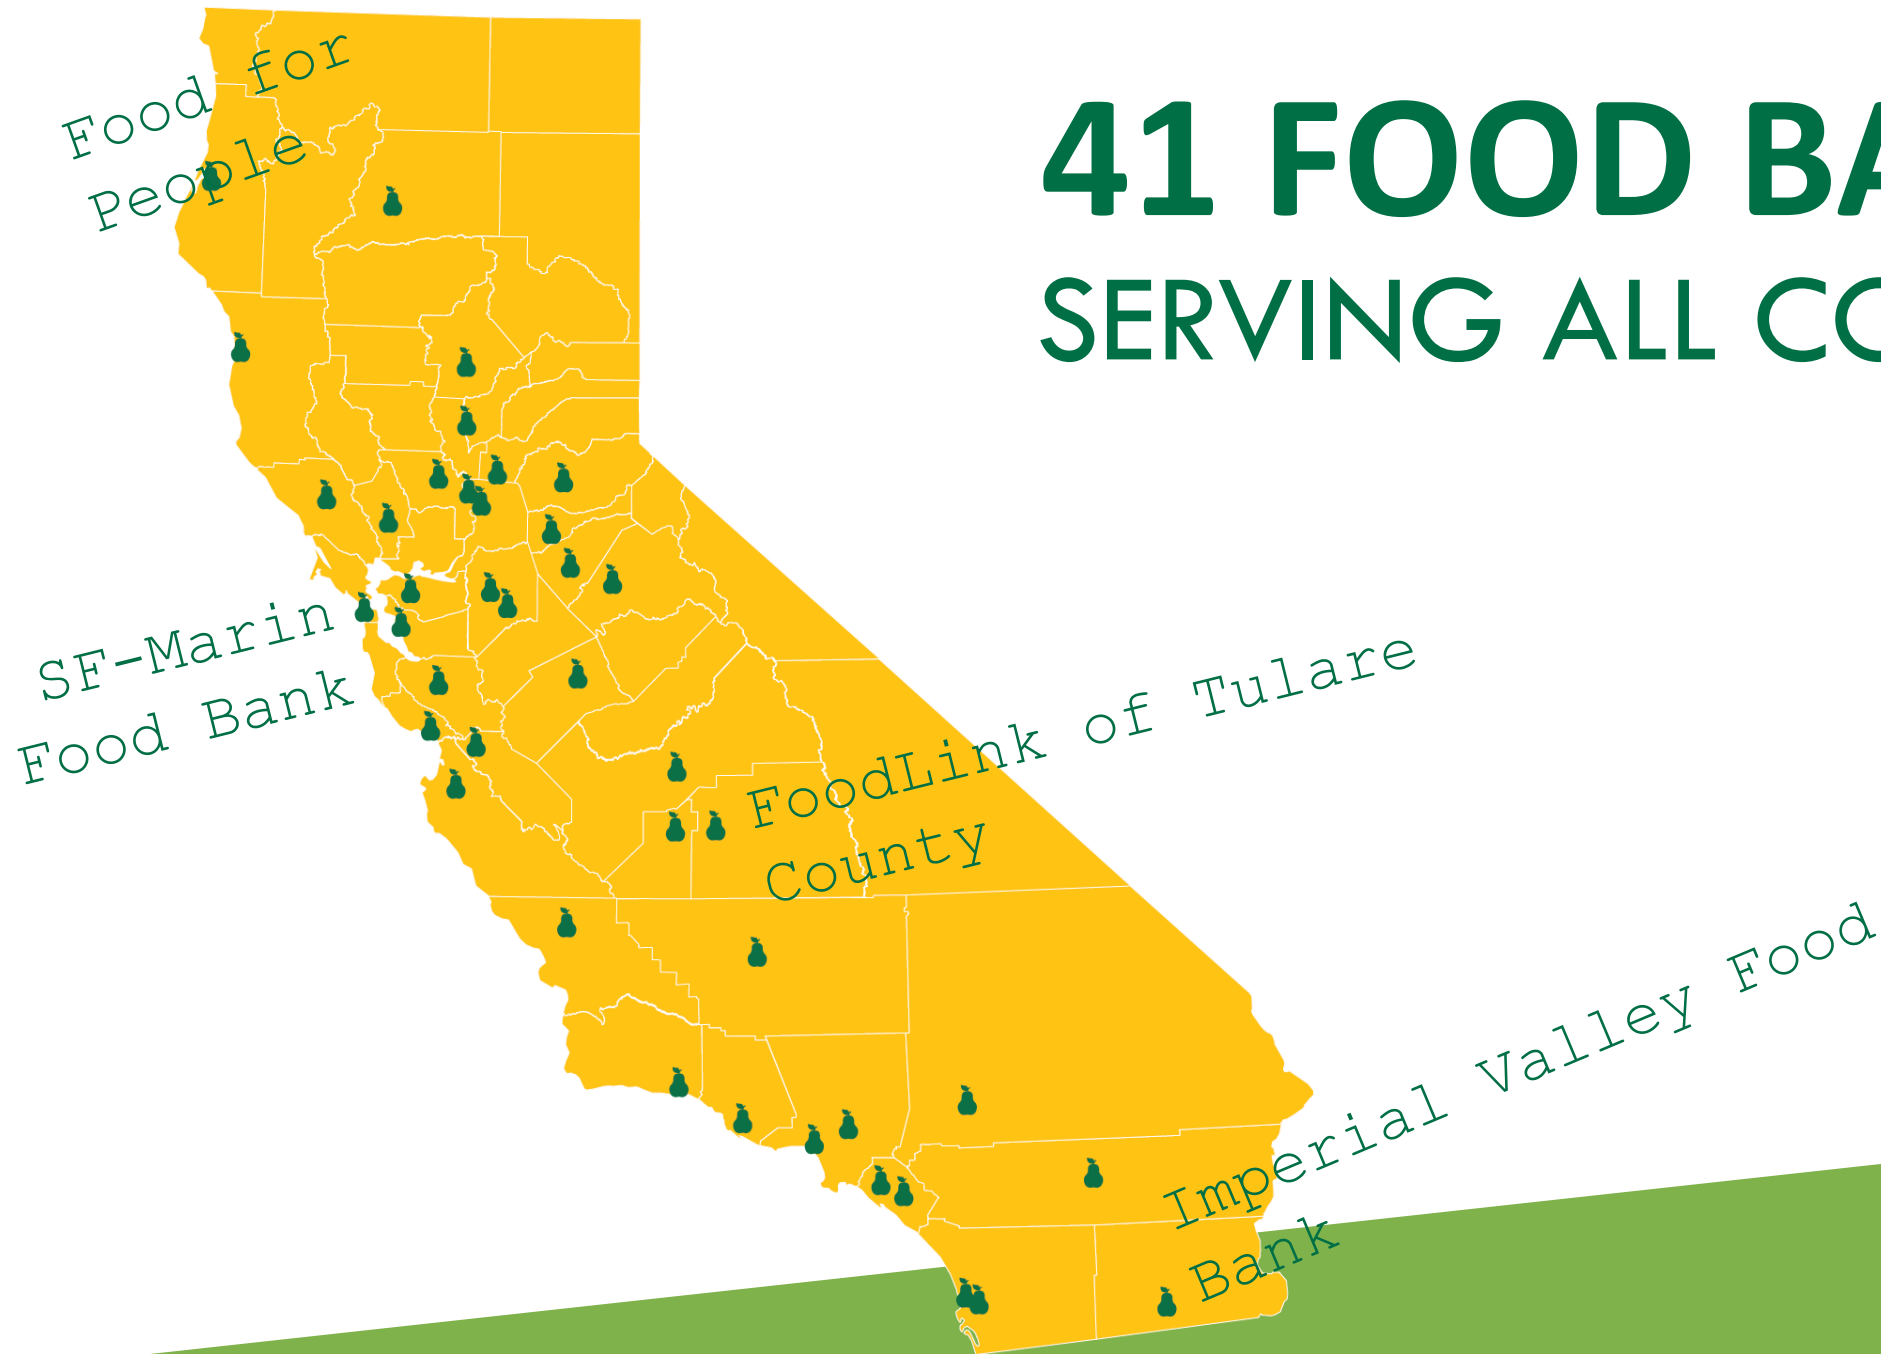 Food for
People
41 FOOD BA
SERVING ALL CO
SF-Marin
Food Bank
FoodLink of Tulare
County
Imperial Valley Food
Bank